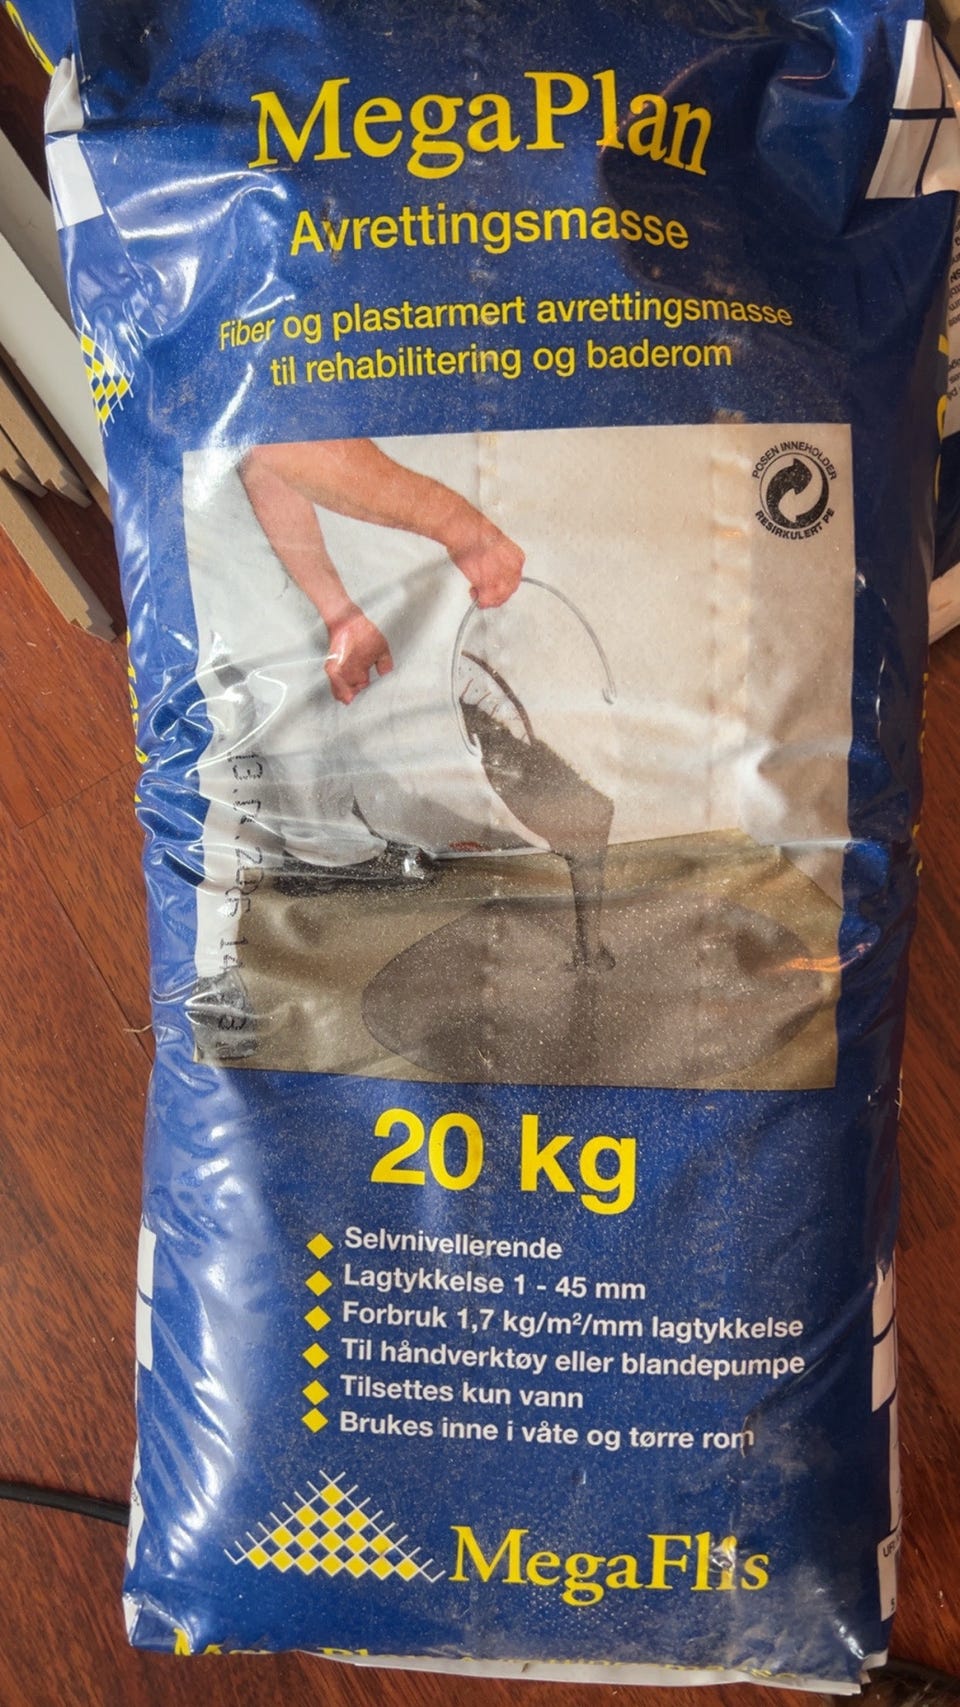 MegaPlan
Avrettingsmasse
Fiber og plastarmert avrettingsmasse
til rehabilitering og baderom
POSEN INNEHOLDER
RESIRKULERT PE
20 kg
Selvnivellerende
Lagtykkelse 1 - 45 mm
Forbruk 1,7 kg/m²/mm lagtykkelse
Til håndverktøy eller blandepumpe
Tilsettes kun vann
Brukes inne i våte og tørre rom
MegaFlis